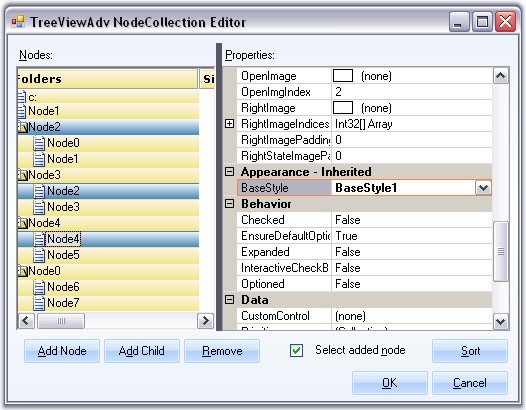 TreeViewAdv NodeCollection Editor
Nodes:
Folders Si
c:
Node1
Node2
Node0
Node1
Node3
Node2
Node3
Node4
Node4
Node5
Node0
Node6
Node7
Properties:
OpenImage (none)
OpenImgIndex 2
RightImage (none)
RightImageIndices Int32[] Array
RightImagePadding 0
RightStateImagePa 0
Appearance - Inherited
BaseStyle BaseStyle1
Behavior
Checked False
EnsureDefaultOptio True
Expanded False
InteractiveCheckB False
Optioned False
Data
CustomControl (none)
Add Node Add Child Remove Select added node Sort
OK Cancel